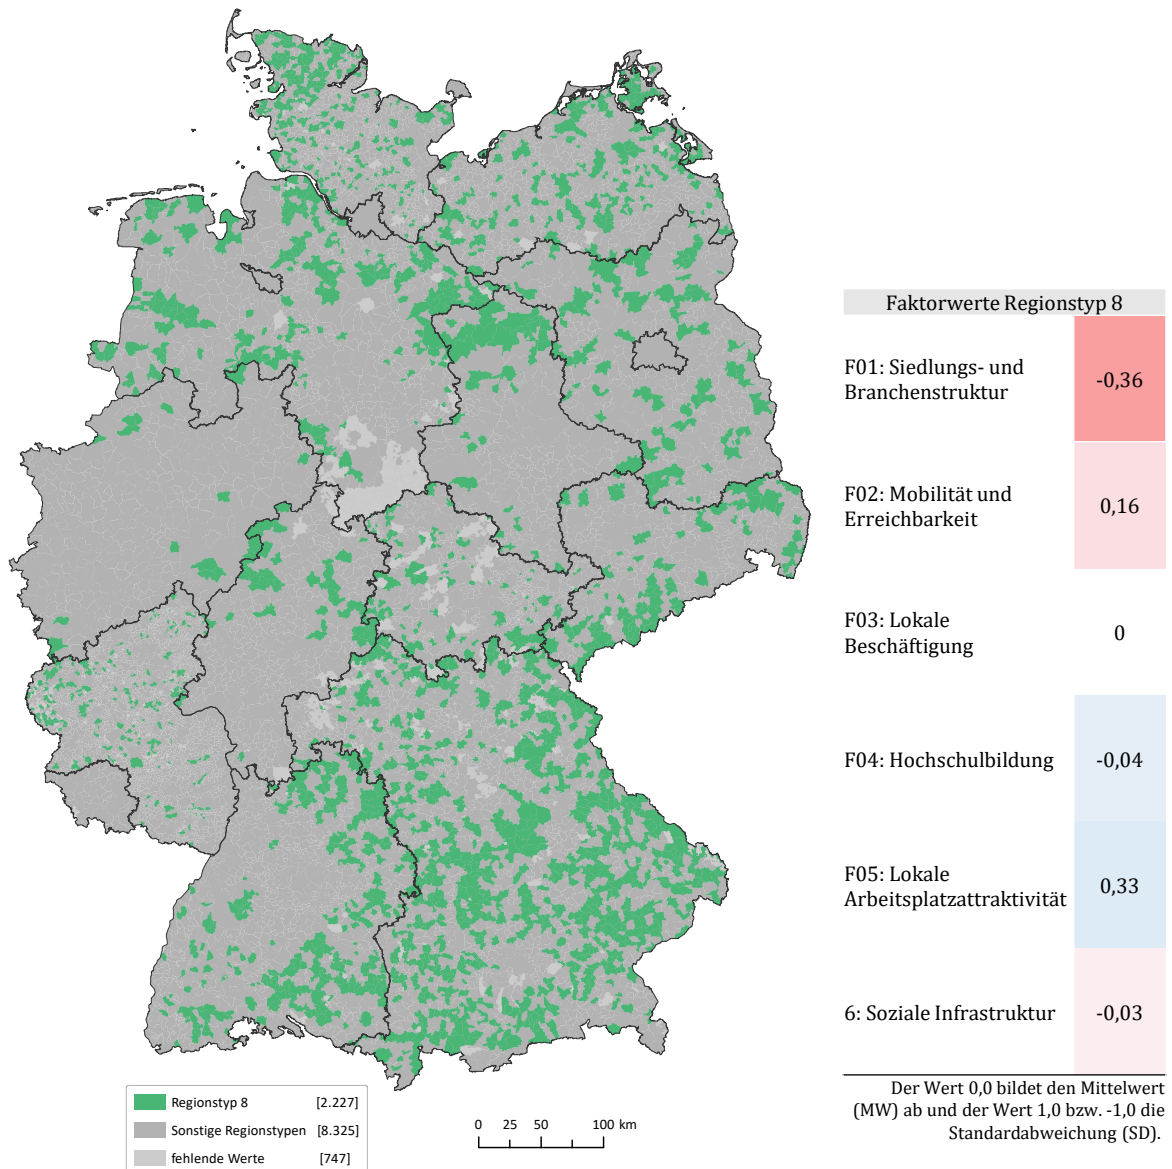 Faktorwerte Regionstyp 8
F01: Siedlungs- und
Branchenstruktur
-0,36
F02: Mobilität und
Erreichbarkeit
0,16
F03: Lokale
Beschäftigung
0
F04: Hochschulbildung
-0,04
F05: Lokale
Arbeitsplatzattraktivität
0,33
6: Soziale Infrastruktur
-0,03
Der Wert 0,0 bildet den Mittelwert
(MW) ab und der Wert 1,0 bzw. -1,0 die
Standardabweichung (SD).
Regionstyp 8 [2.227]
Sonstige Regionstypen [8.325]
fehlende Werte [747]
0 25 50 100 km